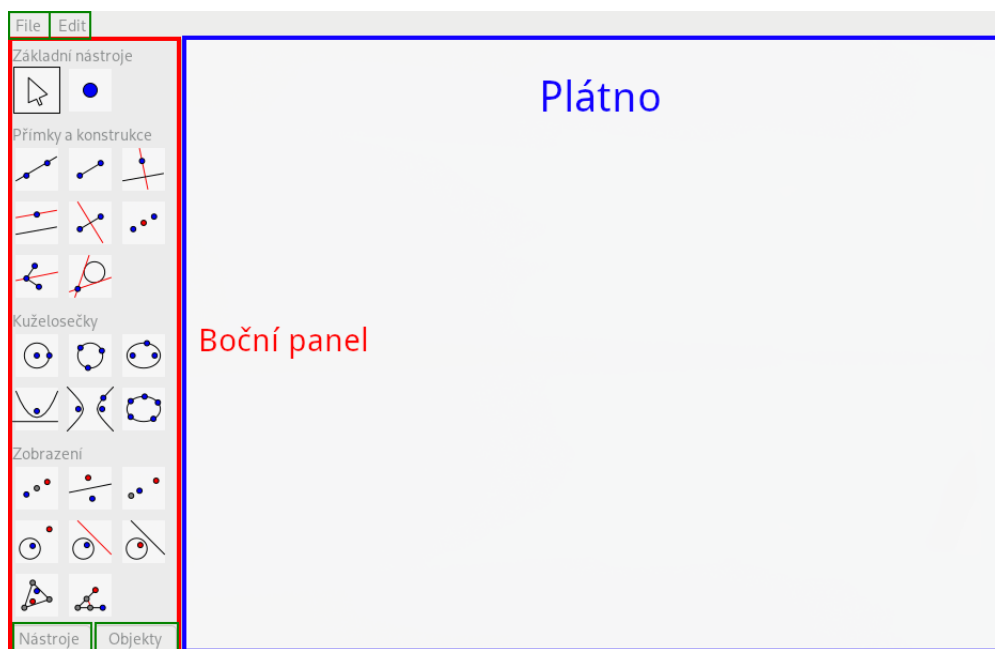 File Edit
Základní nástroje
Plátno
Přímky a konstrukce
Boční panel
Kuželosečky
Zobrazení
Nástroje Objekty